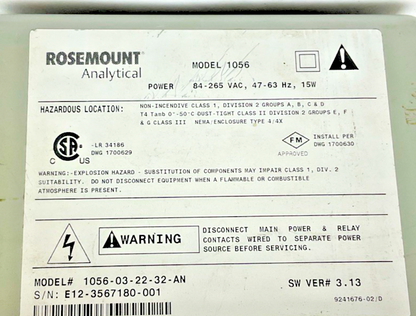 ROSEMOUNT®
Analytical
MODEL 1056
POWER 84-265 VAC, 47-63 Hz, 15W
HAZARDOUS LOCATION:
NON-INCENDIVE CLASS 1, DIVISION 2 GROUPS A, B, C & D
T4 Tamb 0°-50°C DUST-TIGHT CLASS II DIVISION 2 GROUPS E, F
& G CLASS III NEMA/ENCLOSURE TYPE 4/4X
C SA US
-LR 34186
DWG 1700629
FM
APPROVED
INSTALL PER
DWG 1700630
WARNING:-EXPLOSION HAZARD - SUBSTITUTION OF COMPONENTS MAY IMPAIR CLASS 1, DIV. 2
SUITABILITY. DO NOT DISCONNECT EQUIPMENT WHEN A FLAMMABLE OR COMBUSTIBLE
ATMOSPHERE IS PRESENT.
WARNING
DISCONNECT MAIN POWER & RELAY
CONTACTS WIRED TO SEPARATE POWER
SOURCE BEFORE SERVICING.
MODEL# 1056-03-22-32-AN
S/N: E12-3567180-001
SW VER# 3.13
9241676-02/D